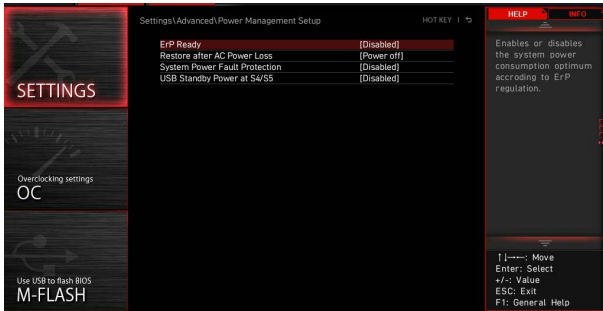 Settings\Advanced\Power Management Setup
HOT KEY |
ErP Ready [Disabled]
Restore after AC Power Loss [Power off]
System Power Fault Protection [Disabled]
USB Standby Power at S4/S5 [Disabled]
SETTINGS
Overclocking settings
OC
Use USB to flash BIOS
M-FLASH
HELP
INFO
Enables or disables
the system power
consumption optimum
accroding to ErP
regulation.
↑↓→←: Move
Enter: Select
+/-: Value
ESC: Exit
F1: General Help